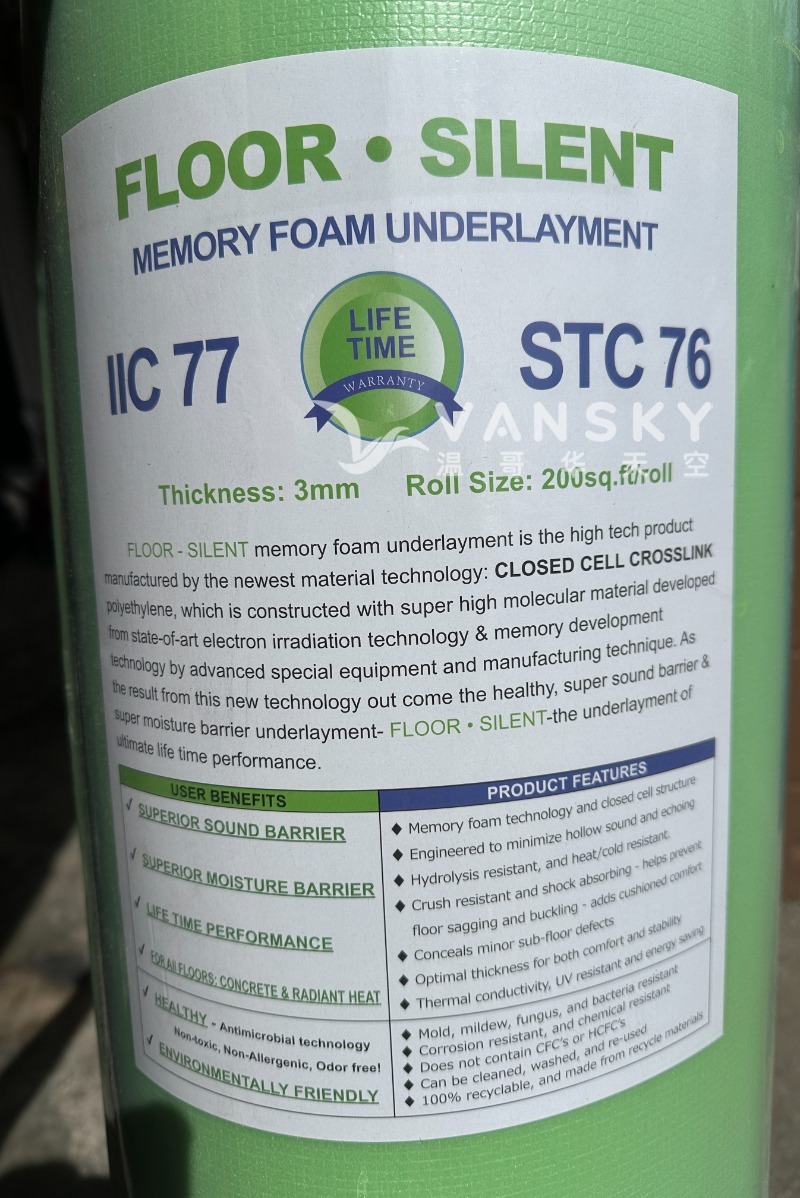 FLOOR • SILENT
MEMORY FOAM UNDERLAYMENT
LIFE
TIME
WARRANTY
IIC 77
STC 76
VANSKY
温哥华天空
Thickness: 3mm Roll Size: 200sq.ft/roll
FLOOR - SILENT memory foam underlayment is the high tech product
manufactured by the newest material technology: CLOSED CELL CROSSLINK
polyethylene, which is constructed with super high molecular material developed
from state-of-art electron irradiation technology & memory development
technology by advanced special equipment and manufacturing technique. As
the result from this new technology out come the healthy, super sound barrier &
super moisture barrier underlayment- FLOOR • SILENT-the underlayment of
ultimate life time performance.
USER BENEFITS
✓ SUPERIOR SOUND BARRIER
✓ SUPERIOR MOISTURE BARRIER
✓ LIFE TIME PERFORMANCE
✓ FOR All FLOORS: CONCRETE & RADIANT HEAT
✓ HEALTHY - Antimicrobial technology
Non-toxic, Non-Allergenic, Odor free!
✓ ENVIRONMENTALLY FRIENDLY
PRODUCT FEATURES
◆ Memory foam technology and closed cell structure
◆ Engineered to minimize hollow sound and echoing
◆ Hydrolysis resistant, and heat/cold resistant.
◆ Crush resistant and shock absorbing - helps prevent
floor sagging and buckling - adds cushioned comfort
◆ Conceals minor sub-floor defects
◆ Optimal thickness for both comfort and stability
◆ Thermal conductivity, UV resistant and energy saving
◆ Mold, mildew, fungus, and bacteria resistant
◆ Corrosion resistant, and chemical resistant
◆ Does not contain CFC's or HCFC's
◆ Can be cleaned, washed, and re-used
◆ 100% recyclable, and made from recycle materials